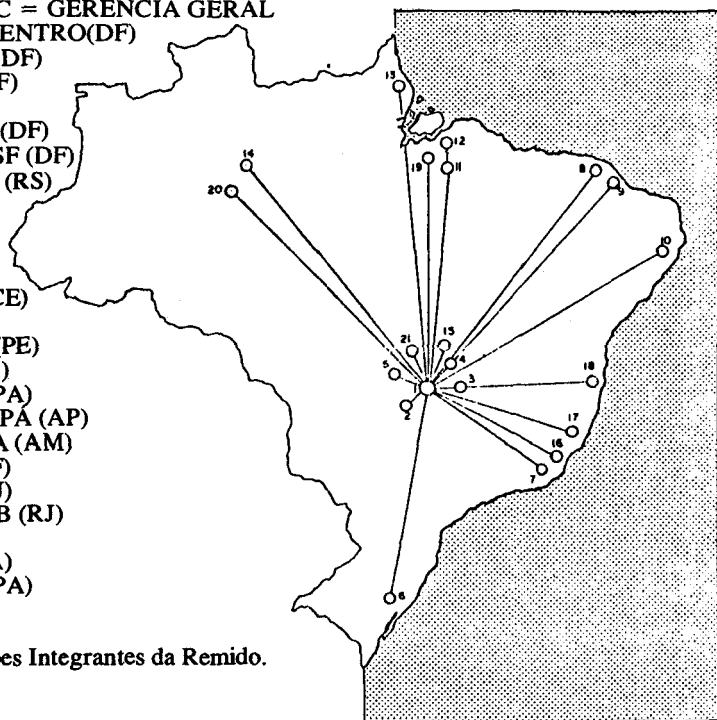 C = GERENCIA GERAL
ENTRO(DF)
DF)
F)
(DF)
SF (DF)
(RS)
CE)
(PE)
)
PA)
PÁ (AP)
A (AM)
F)
J)
B (RJ)
A)
PA)
es Integrantes da Remido.
13
12
19
11
14
20
8
9
10
21
15
5
4
1
3
18
2
17
16
7
6